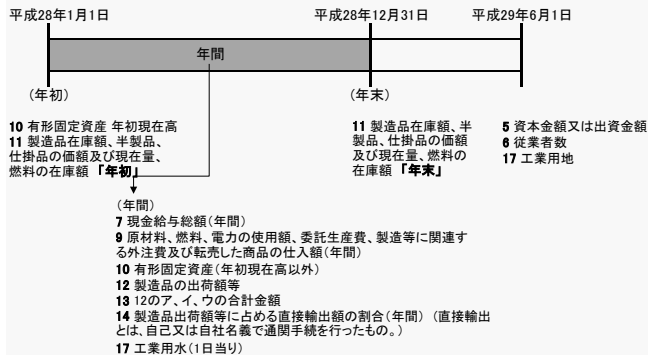 平成28年1月1日
平成28年12月31日
平成29年6月1日
年間
(年初)
(年末)
10 有形固定資産 年初現在高
11 製造品在庫額、半製品、
仕掛品の価額及び現在量、
燃料の在庫額 「年初」
11 製造品在庫額、半
製品、仕掛品の価額
及び現在量、燃料の
在庫額 「年末」
5 資本金額又は出資金額
6 従業者数
17 工業用地
(年間)
7 現金給与総額(年間)
9 原材料、燃料、電力の使用額、委託生産費、製造等に関連す
る外注費及び転売した商品の仕入額(年間)
10 有形固定資産(年初現在高以外)
12 製造品の出荷額等
13 12のア、イ、ウの合計金額
14 製造品出荷額等に占める直接輸出額の割合(年間) (直接輸出
とは、自己又は自社名義で通関手続を行ったもの。)
17 工業用水(1日当り)